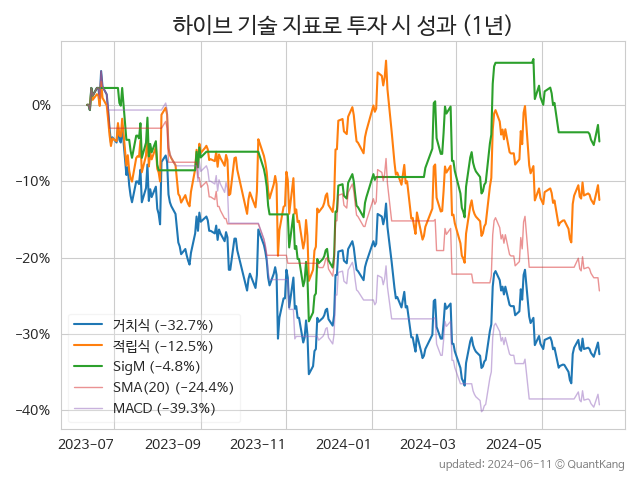 하이브 기술 지표로 투자 시 성과 (1년)
0%
−10%
−20%
−30%
−40%
거치식 (−32.7%)
적립식 (−12.5%)
SigM (−4.8%)
SMA(20) (−24.4%)
MACD (−39.3%)
2023−07
2023−09
2023−11
2024−01
2024−03
2024−05
updated: 2024−06−11 ⓒ QuantKang